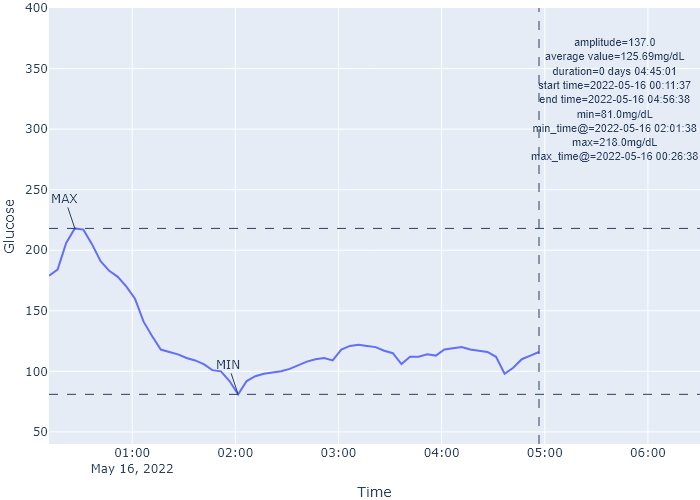 400
350
300
250
200
150
100
50
Glucose
MAX
MIN
amplitude=137.0
average value=125.69mg/dL
duration=0 days 04:45:01
start time=2022-05-16 00:11:37
end time=2022-05-16 04:56:38
min=81.0mg/dL
min_time@=2022-05-16 02:01:38
max=218.0mg/dL
max_time@=2022-05-16 00:26:38
01:00 02:00 03:00 04:00 05:00 06:00
May 16, 2022
Time